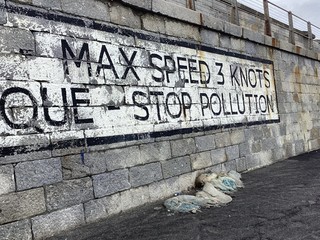 MAX SPEED 3 KNOTS
QUE STOP POLLUTION